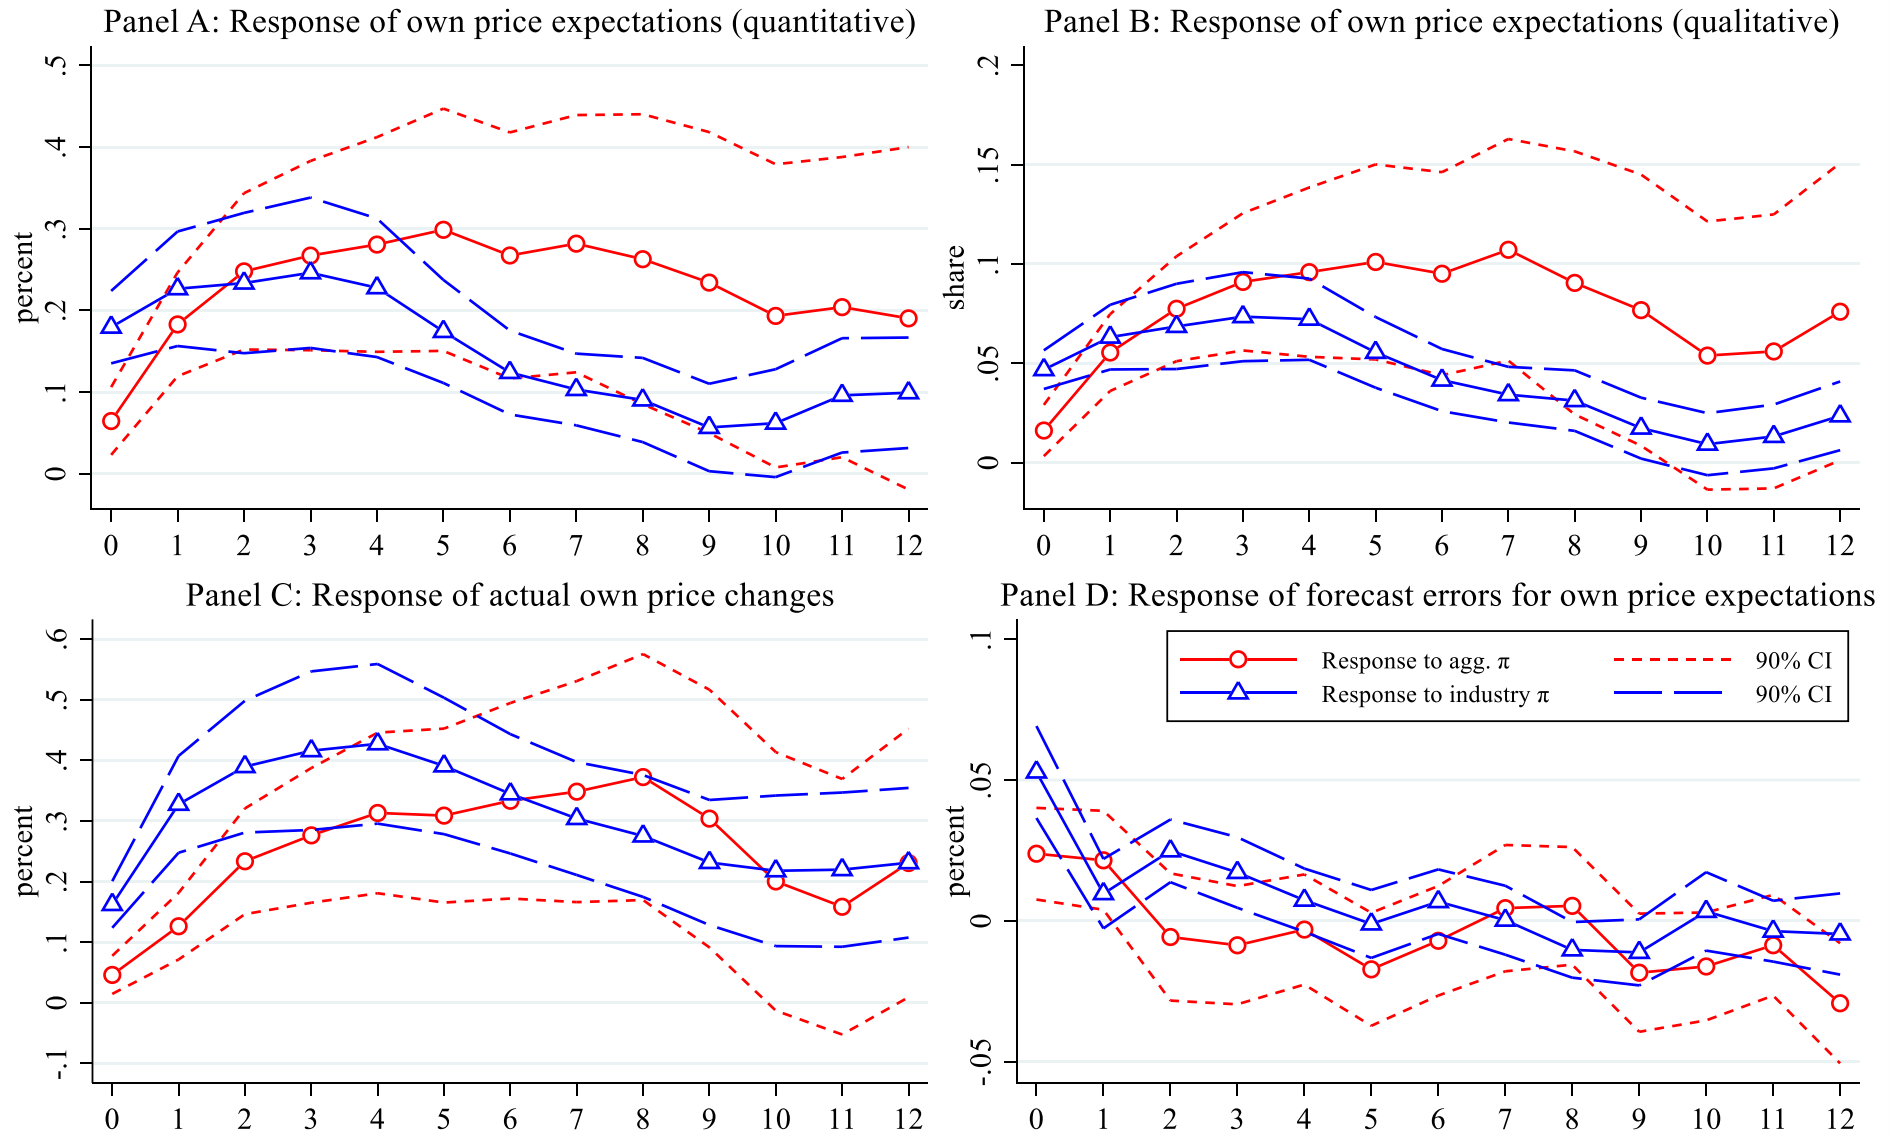 Panel A: Response of own price expectations (quantitative)
percent
.5
.4
.3
.2
.1
0
0 1 2 3 4 5 6 7 8 9 10 11 12
Panel B: Response of own price expectations (qualitative)
share
.2
.15
.1
.05
0
0 1 2 3 4 5 6 7 8 9 10 11 12
Panel C: Response of actual own price changes
percent
.6
.5
.4
.3
.2
.1
0
-.1
0 1 2 3 4 5 6 7 8 9 10 11 12
Panel D: Response of forecast errors for own price expectations
Response to agg. π 90% CI
Response to industry π 90% CI
percent
.1
.05
0
-.05
0 1 2 3 4 5 6 7 8 9 10 11 12